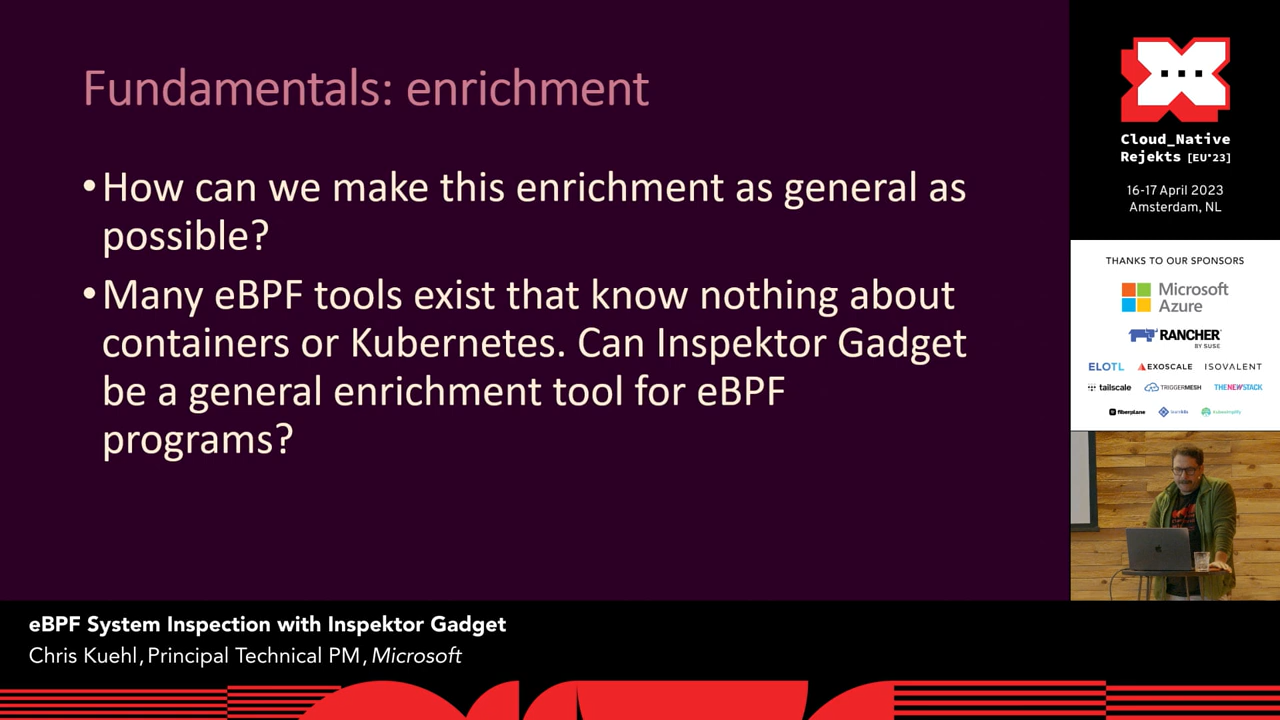 Fundamentals: enrichment
•How can we make this enrichment as general as
possible?
•Many eBPF tools exist that know nothing about
containers or Kubernetes. Can Inspektor Gadget
be a general enrichment tool for eBPF
programs?
Cloud_Native
Rejekts [EU'23]
16-17 April 2023
Amsterdam, NL
THANKS TO OUR SPONSORS
Microsoft
Azure
RANCHER
BY SUSE
ELOTL EXOSCALE ISOVALENT
tailscale TRIGGERMESH THENEWSTACK
fiberplane
eBPF System Inspection with Inspektor Gadget
Chris Kuehl, Principal Technical PM, Microsoft